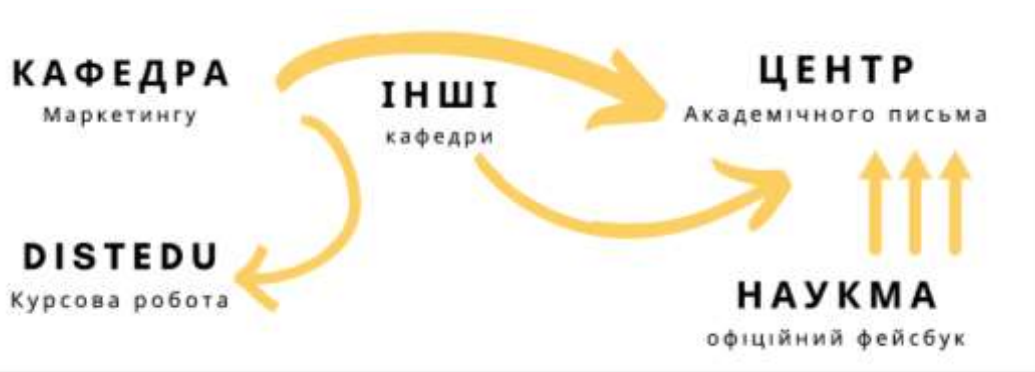 КАФЕДРА
Маркетингу
ІНШІ
кафедри
ЦЕНТР
Академічного письма
DISTEDU
Курсова робота
НАУКМА
офіційний фейсбук